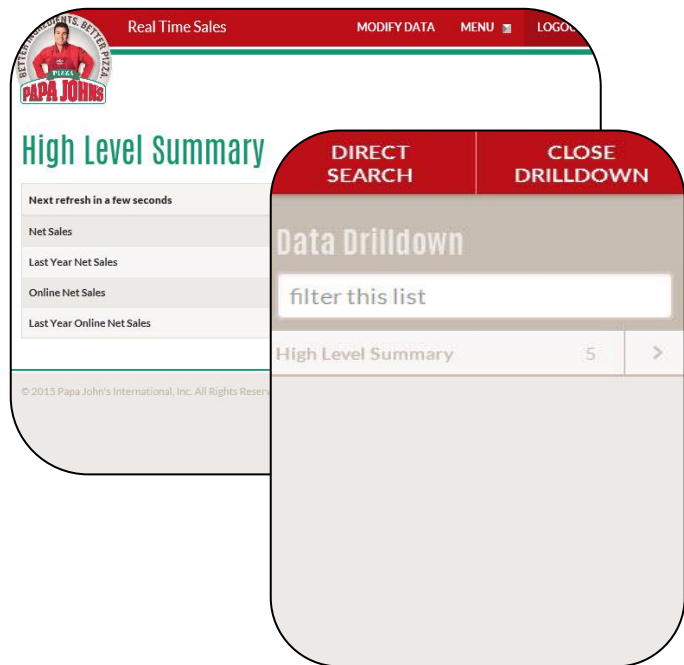 BETTER INGREDIENTS. BETTER PIZZA.
PIZZA
PAPA JOHNS
Real Time Sales
MODIFY DATA MENU
High Level Summary
Next refresh in a few seconds
Net Sales
Last Year Net Sales
Online Net Sales
Last Year Online Net Sales
© 2015 Papa John's International, Inc. All Rights
DIRECT SEARCH
CLOSE DRILLDOWN
Data Drilldown
filter this list
High Level Summary 5 >